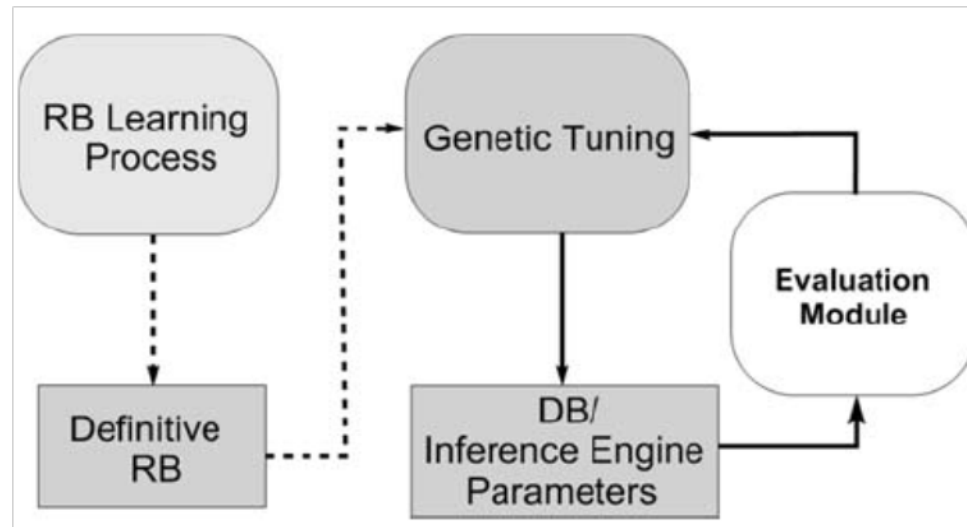 RB Learning
Process
Genetic Tuning
Evaluation
Module
Definitive
RB
DB/
Inference Engine
Parameters